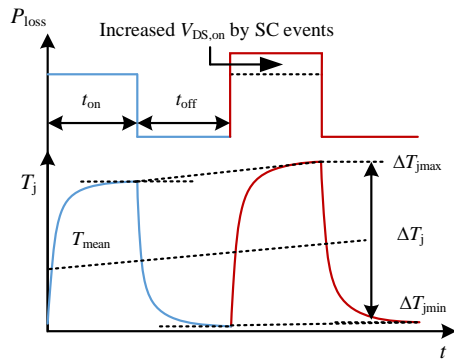 P_loss
Increased V_DS,on by SC events
t_on
t_off
T_j
ΔT_jmax
T_mean
ΔT_j
ΔT_jmin
t